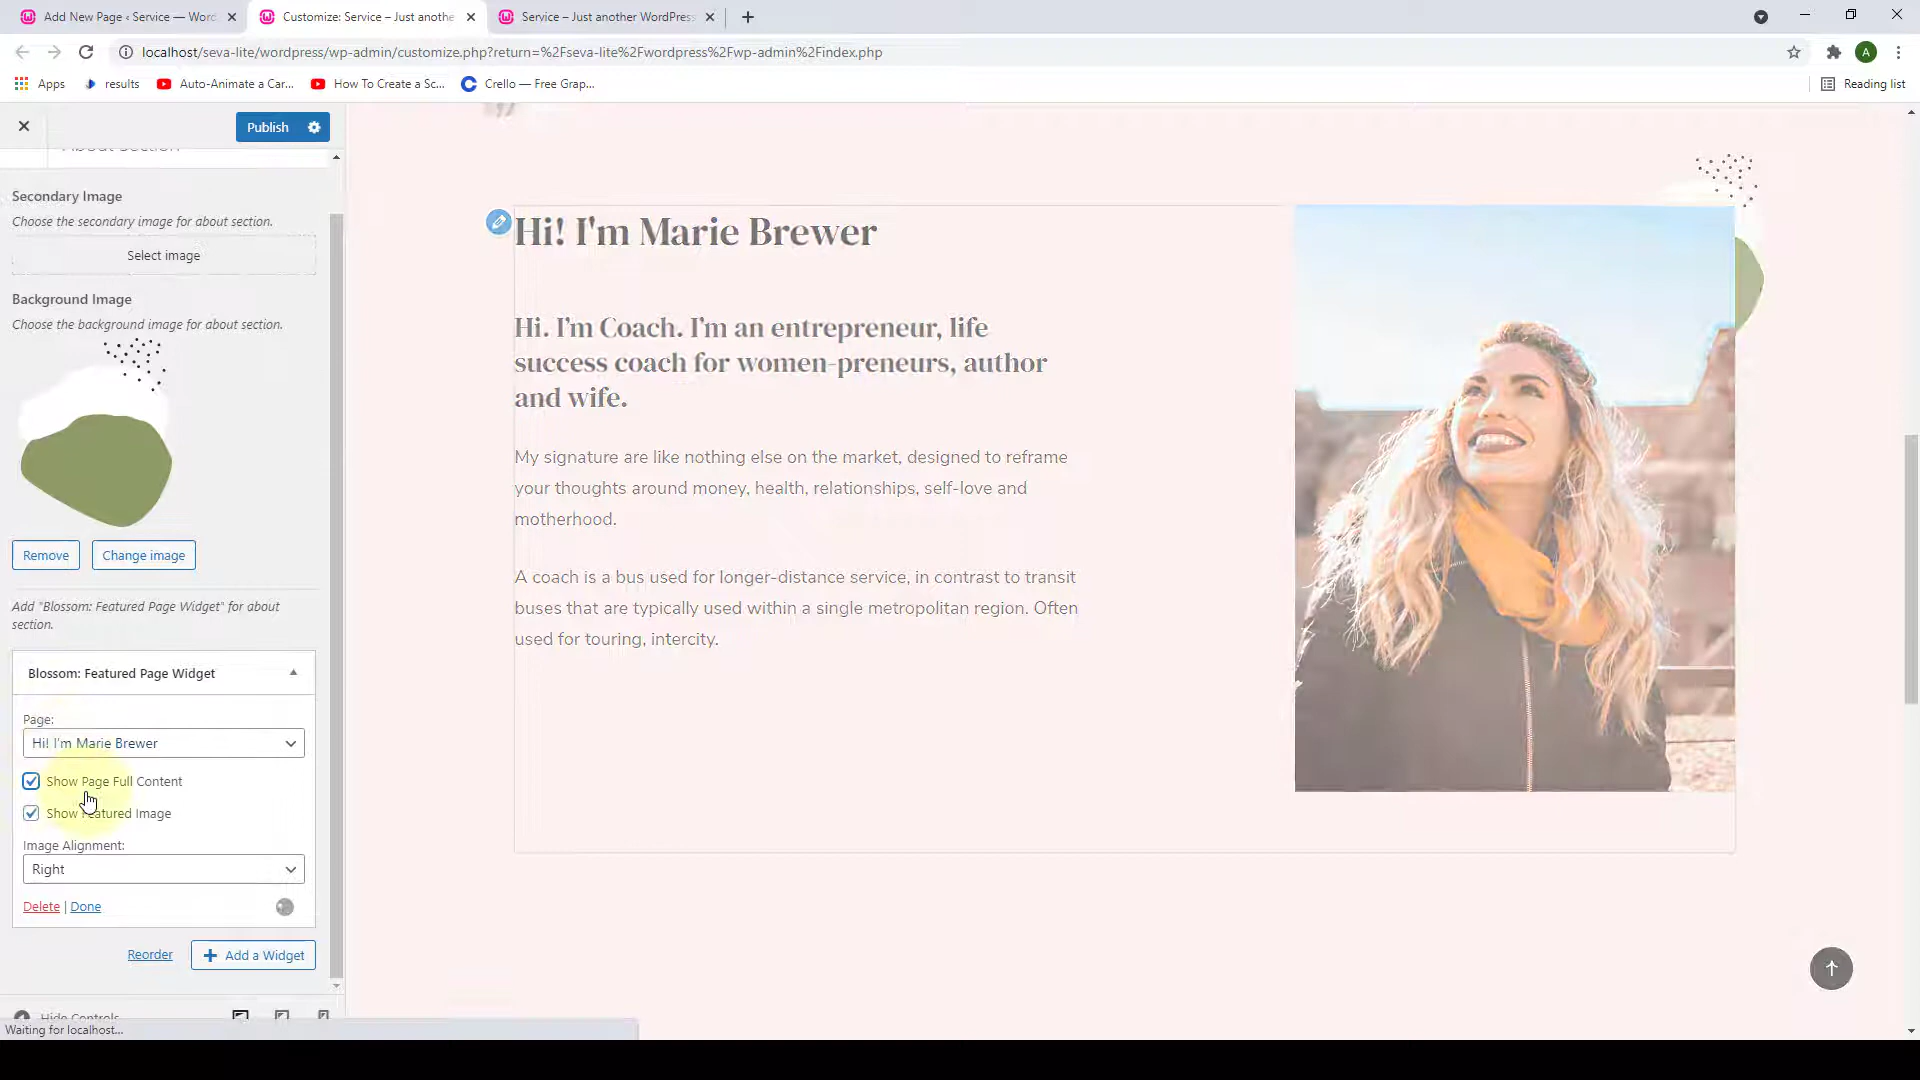 Add New Page ‹ Service — Word
Customize: Service – Just anothe
Service – Just another WordPress
localhost/seva-lite/wordpress/wp-admin/customize.php?return=%2Fseva-lite%2Fwordpress%2Fwp-admin%2Findex.php
A
Apps
results
Auto-Animate a Car...
How To Create a Sc...
Crello — Free Grap...
Reading list
Publish
About Section
Secondary Image
Choose the secondary image for about section.
Select image
Background Image
Choose the background image for about section.
Remove
Change image
Add "Blossom: Featured Page Widget" for about
section.
Blossom: Featured Page Widget
Page:
Hi! I'm Marie Brewer
Show Page Full Content
Show Featured Image
Image Alignment:
Right
Delete | Done
Reorder
Add a Widget
Hide Controls
Waiting for localhost...
Hi! I'm Marie Brewer
Hi. I'm Coach. I'm an entrepreneur, life
success coach for women-preneurs, author
and wife.
My signature are like nothing else on the market, designed to reframe
your thoughts around money, health, relationships, self-love and
motherhood.
A coach is a bus used for longer-distance service, in contrast to transit
buses that are typically used within a single metropolitan region. Often
used for touring, intercity.